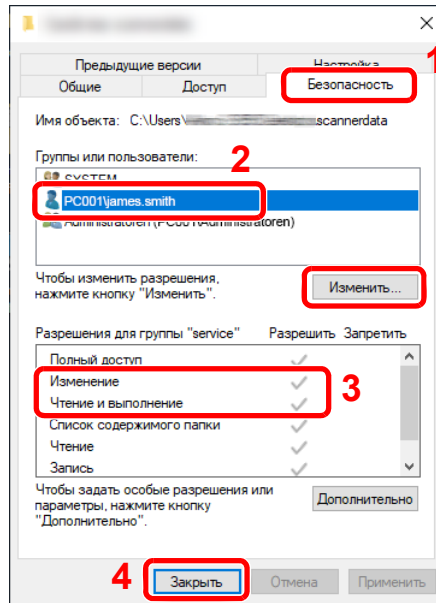 1
Предыдущие версии
Настройка
Общие
Доступ
Безопасность
Имя объекта: C:\Users\
scannerdata
Группы или пользователи:
2
SYSTEM
PC001\james.smith
Administratoren (PC001\Administratoren)
Чтобы изменить разрешения,
нажмите кнопку "Изменить".
Изменить...
Разрешения для группы "service"
Разрешить
Запретить
Полный доступ
Изменение
Чтение и выполнение
3
Список содержимого папки
Чтение
Запись
Чтобы задать особые разрешения или
параметры, нажмите кнопку
"Дополнительно".
Дополнительно
4
Закрыть
Отмена
Применить